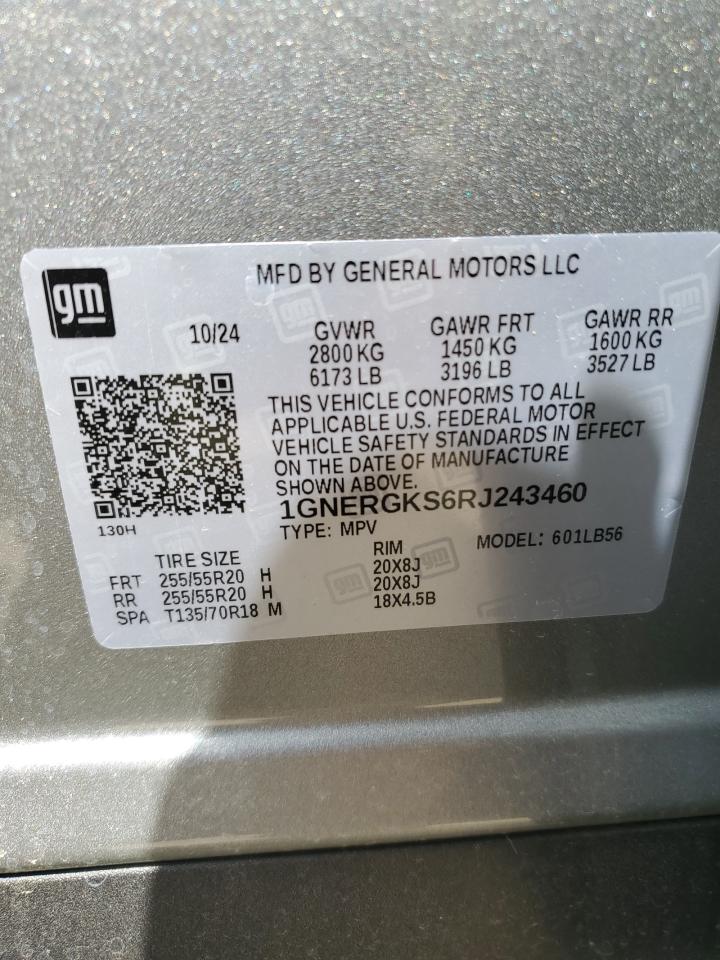 gm
MFD BY GENERAL MOTORS LLC
10/24
GVWR
2800 KG
6173 LB
GAWR FRT
1450 KG
3196 LB
GAWR RR
1600 KG
3527 LB
THIS VEHICLE CONFORMS TO ALL
APPLICABLE U.S. FEDERAL MOTOR
VEHICLE SAFETY STANDARDS IN EFFECT
ON THE DATE OF MANUFACTURE
SHOWN ABOVE.
1GNERGKS6RJ243460
130H
TYPE: MPV
MODEL: 601LB56
TIRE SIZE
RIM
FRT 255/55R20 H 20X8J
RR 255/55R20 H 20X8J
SPA T135/70R18 M 18X4.5B